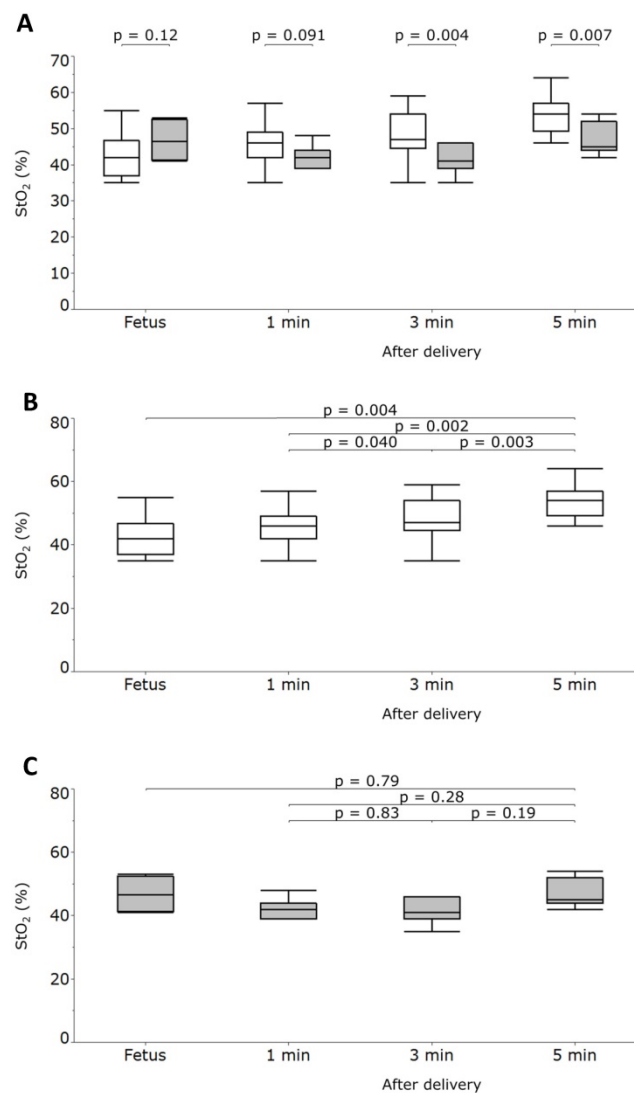 A
p = 0.12 p = 0.091 p = 0.004 p = 0.007
70
60
50
40
30
20
10
0
StO₂ (%)
Fetus 1 min 3 min 5 min
After delivery
B
p = 0.004
p = 0.002
p = 0.040 p = 0.003
80
60
40
20
0
StO₂ (%)
Fetus 1 min 3 min 5 min
After delivery
C
p = 0.79
p = 0.28
p = 0.83 p = 0.19
80
60
40
20
0
StO₂ (%)
Fetus 1 min 3 min 5 min
After delivery